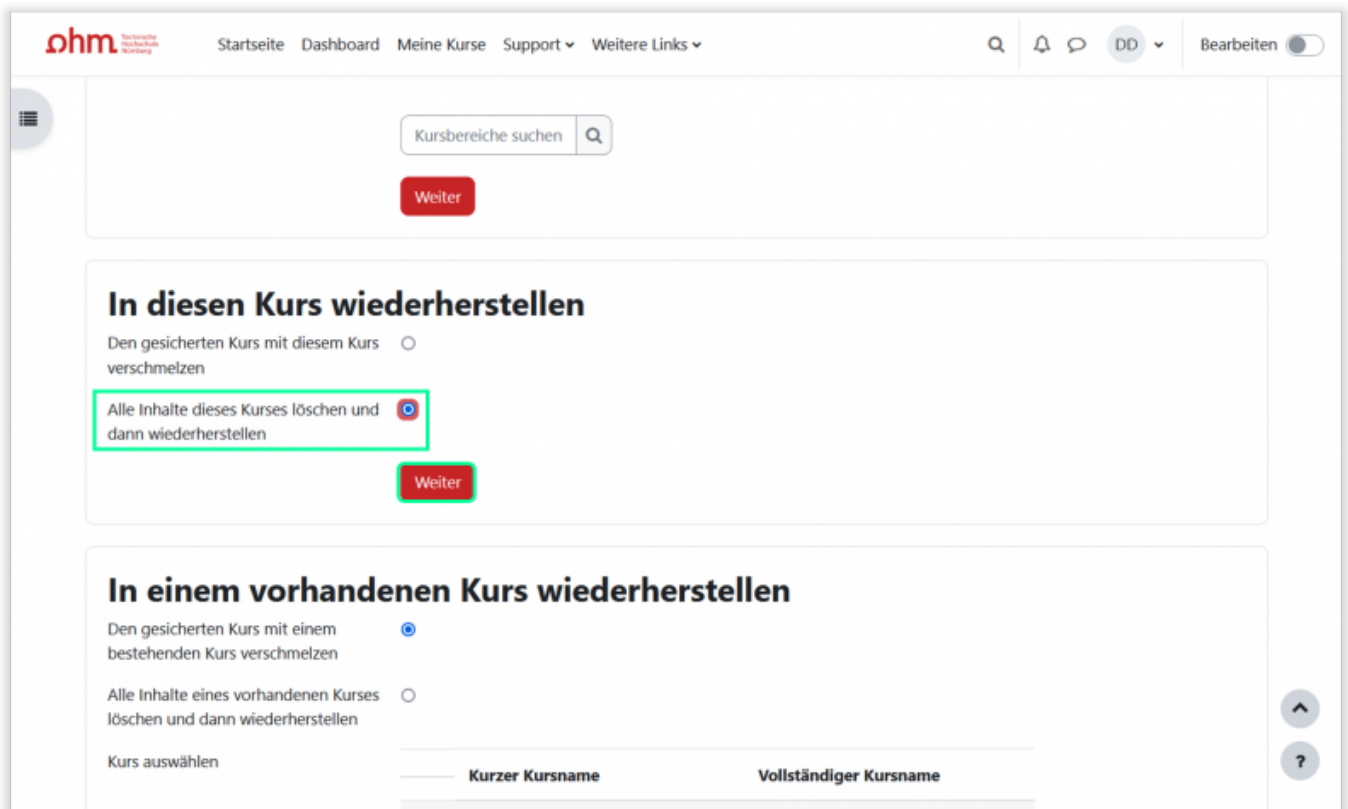 ohm Technische Hochschule Nürnberg
Startseite Dashboard Meine Kurse Support Weitere Links DD Bearbeiten
Kursbereiche suchen
Weiter
In diesen Kurs wiederherstellen
Den gesicherten Kurs mit diesem Kurs
verschmelzen
Alle Inhalte dieses Kurses löschen und
dann wiederherstellen
Weiter
In einem vorhandenen Kurs wiederherstellen
Den gesicherten Kurs mit einem
bestehenden Kurs verschmelzen
Alle Inhalte eines vorhandenen Kurses
löschen und dann wiederherstellen
Kurs auswählen
Kurzer Kursname Vollständiger Kursname
?